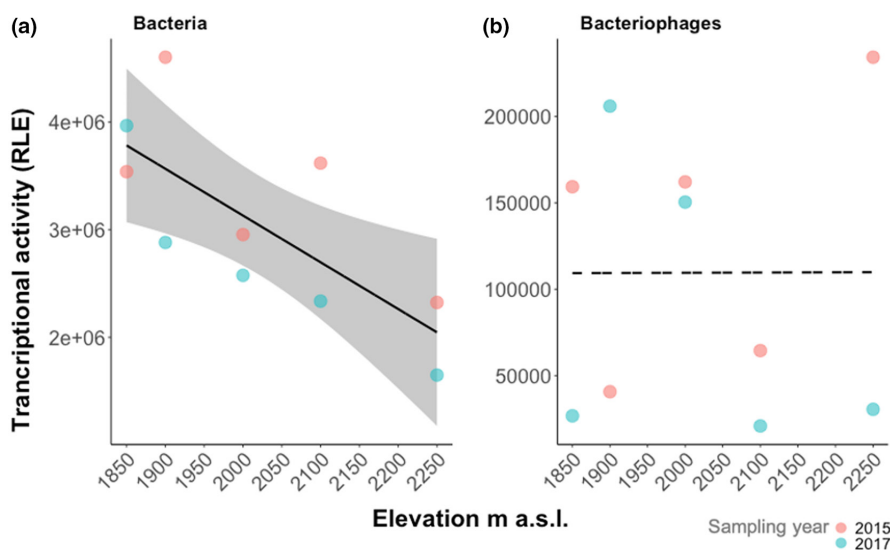 (a) Bacteria
(b) Bacteriophages
Trancriptional activity (RLE)
4e+06
3e+06
2e+06
1850 1900 1950 2000 2050 2100 2150 2200 2250
200000
150000
100000
50000
1850 1900 1950 2000 2050 2100 2150 2200 2250
Elevation m a.s.l.
Sampling year 2015
2017